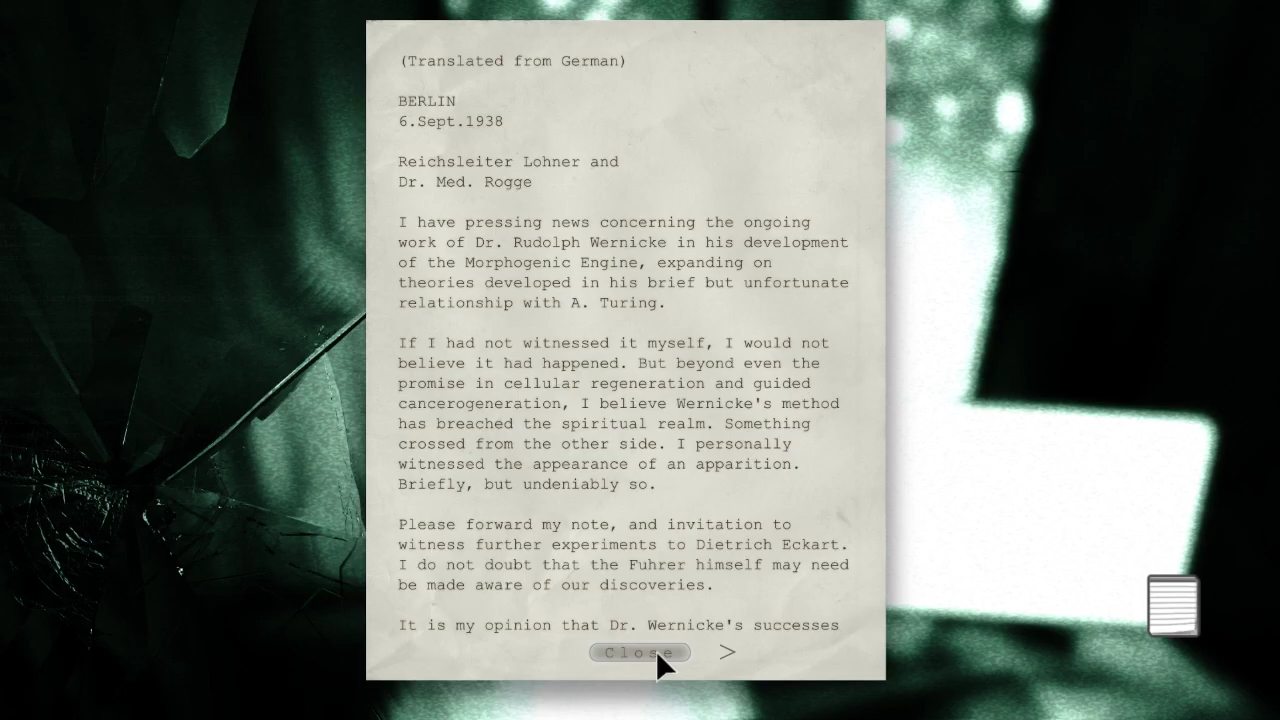 (Translated from German)
BERLIN
6.Sept.1938
Reichsleiter Lohner and
Dr. Med. Rogge
I have pressing news concerning the ongoing
work of Dr. Rudolph Wernicke in his development
of the Morphogenic Engine, expanding on
theories developed in his brief but unfortunate
relationship with A. Turing.
If I had not witnessed it myself, I would not
believe it had happened. But beyond even the
promise in cellular regeneration and guided
cancerogeneration, I believe Wernicke's method
has breached the spiritual realm. Something
crossed from the other side. I personally
witnessed the appearance of an apparition.
Briefly, but undeniably so.
Please forward my note, and invitation to
witness further experiments to Dietrich Eckart.
I do not doubt that the Fuhrer himself may need
be made aware of our discoveries.
It is my opinion that Dr. Wernicke's successes
Close >